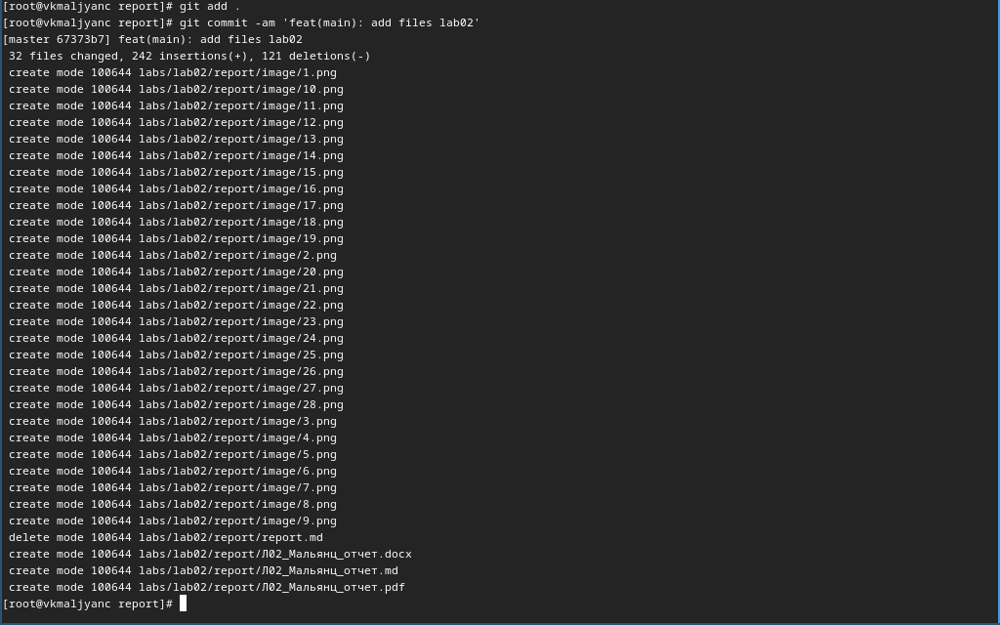 [root@vkmaljyanc report]# git add .
[root@vkmaljyanc report]# git commit -am 'feat(main): add files lab02'
[master 67373b7] feat(main): add files lab02
 32 files changed, 242 insertions(+), 121 deletions(-)
 create mode 100644 labs/lab02/report/image/1.png
 create mode 100644 labs/lab02/report/image/10.png
 create mode 100644 labs/lab02/report/image/11.png
 create mode 100644 labs/lab02/report/image/12.png
 create mode 100644 labs/lab02/report/image/13.png
 create mode 100644 labs/lab02/report/image/14.png
 create mode 100644 labs/lab02/report/image/15.png
 create mode 100644 labs/lab02/report/image/16.png
 create mode 100644 labs/lab02/report/image/17.png
 create mode 100644 labs/lab02/report/image/18.png
 create mode 100644 labs/lab02/report/image/19.png
 create mode 100644 labs/lab02/report/image/2.png
 create mode 100644 labs/lab02/report/image/20.png
 create mode 100644 labs/lab02/report/image/21.png
 create mode 100644 labs/lab02/report/image/22.png
 create mode 100644 labs/lab02/report/image/23.png
 create mode 100644 labs/lab02/report/image/24.png
 create mode 100644 labs/lab02/report/image/25.png
 create mode 100644 labs/lab02/report/image/26.png
 create mode 100644 labs/lab02/report/image/27.png
 create mode 100644 labs/lab02/report/image/28.png
 create mode 100644 labs/lab02/report/image/3.png
 create mode 100644 labs/lab02/report/image/4.png
 create mode 100644 labs/lab02/report/image/5.png
 create mode 100644 labs/lab02/report/image/6.png
 create mode 100644 labs/lab02/report/image/7.png
 create mode 100644 labs/lab02/report/image/8.png
 create mode 100644 labs/lab02/report/image/9.png
 delete mode 100644 labs/lab02/report/report.md
 create mode 100644 labs/lab02/report/Л02_Мальянц_отчет.docx
 create mode 100644 labs/lab02/report/Л02_Мальянц_отчет.md
 create mode 100644 labs/lab02/report/Л02_Мальянц_отчет.pdf
[root@vkmaljyanc report]#